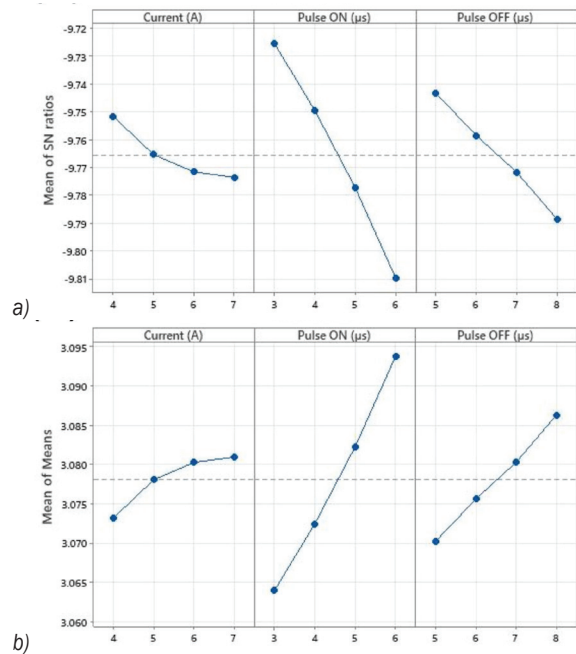 Current (A) Pulse ON (µs) Pulse OFF (µs)
-9.72
-9.73
-9.74
-9.75
-9.76
-9.77
-9.78
-9.79
-9.80
-9.81
Mean of SN ratios
4 5 6 7 3 4 5 6 5 6 7 8
a)
Current (A) Pulse ON (µs) Pulse OFF (µs)
3.095
3.090
3.085
3.080
3.075
3.070
3.065
3.060
Mean of Means
4 5 6 7 3 4 5 6 5 6 7 8
b)